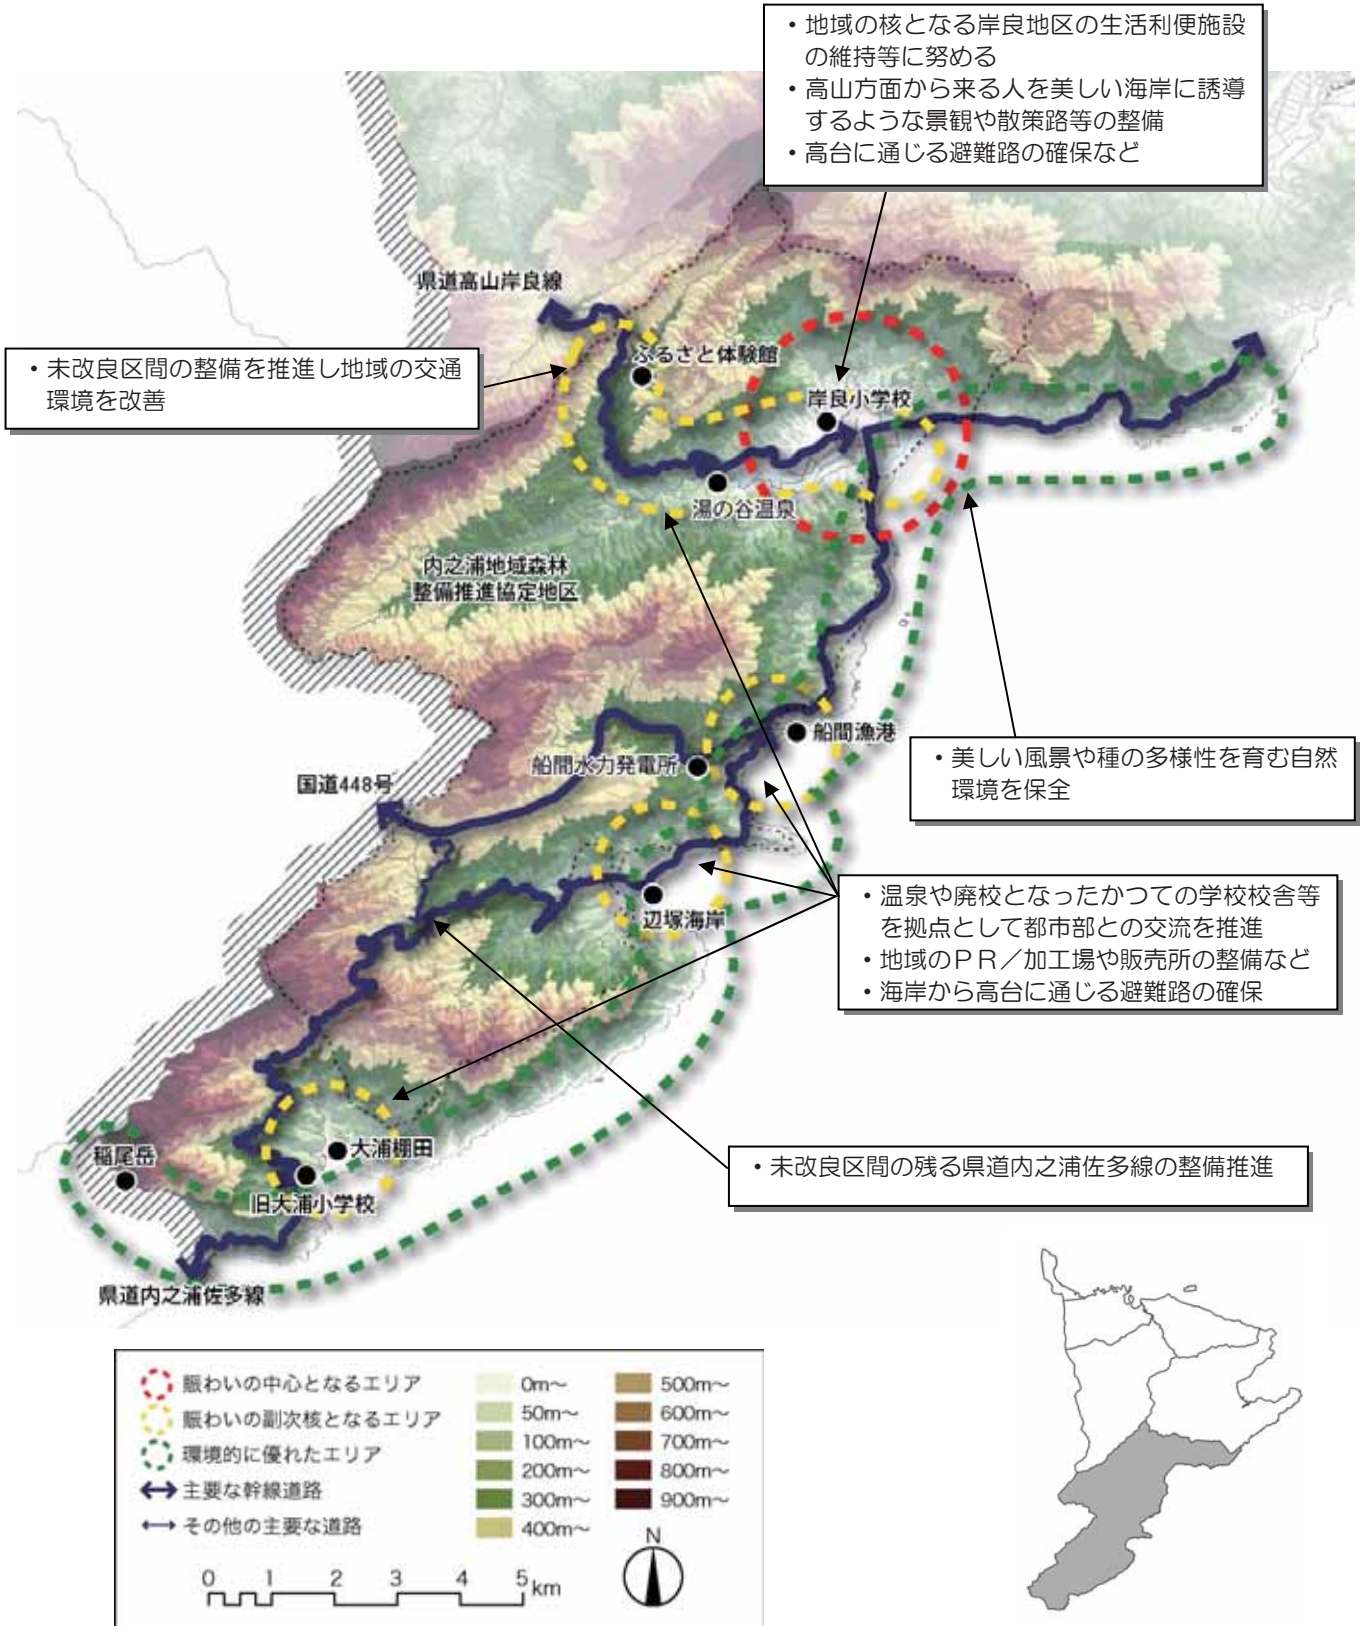 ・地域の核となる岸良地区の生活利便施設
の維持等に努める
・高山方面から来る人を美しい海岸に誘導
するような景観や散策路等の整備
・高台に通じる避難路の確保など
県道高山岸良線
・未改良区間の整備を推進し地域の交通
環境を改善
ふるさと体験館
岸良小学校
湯の谷温泉
内之浦地域森林
整備推進協定地区
船間漁港
船間水力発電所
国道448号
・美しい風景や種の多様性を育む自然
環境を保全
辺塚海岸
・温泉や廃校となったかつての学校校舎等
を拠点として都市部との交流を推進
・地域のPR/加工場や販売所の整備など
・海岸から高台に通じる避難路の確保
大浦棚田
稲尾岳
旧大浦小学校
・未改良区間の残る県道内之浦佐多線の整備推進
県道内之浦佐多線
賑わいの中心となるエリア
賑わいの副次核となるエリア
環境的に優れたエリア
主要な幹線道路
その他の主要な道路
0m~
50m~
100m~
200m~
300m~
400m~
500m~
600m~
700m~
800m~
900m~
N
0 1 2 3 4 5 km